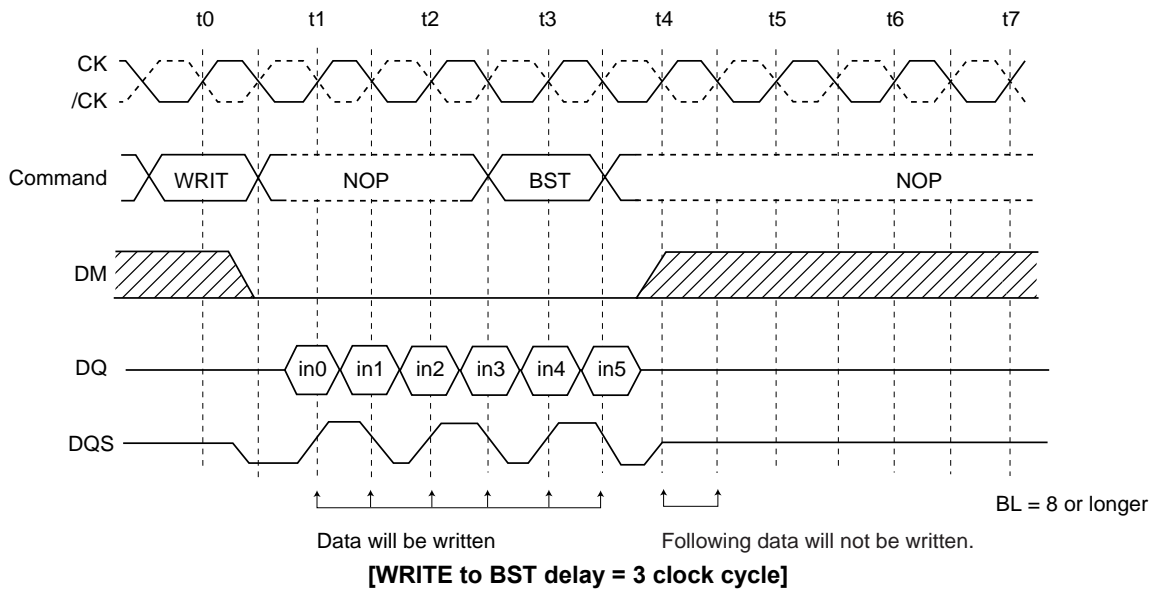 t0 t1 t2 t3 t4 t5 t6 t7
CK
/CK
Command WRIT NOP BST NOP
DM
DQ in0 in1 in2 in3 in4 in5
DQS
BL = 8 or longer
Data will be written Following data will not be written.
[WRITE to BST delay = 3 clock cycle]